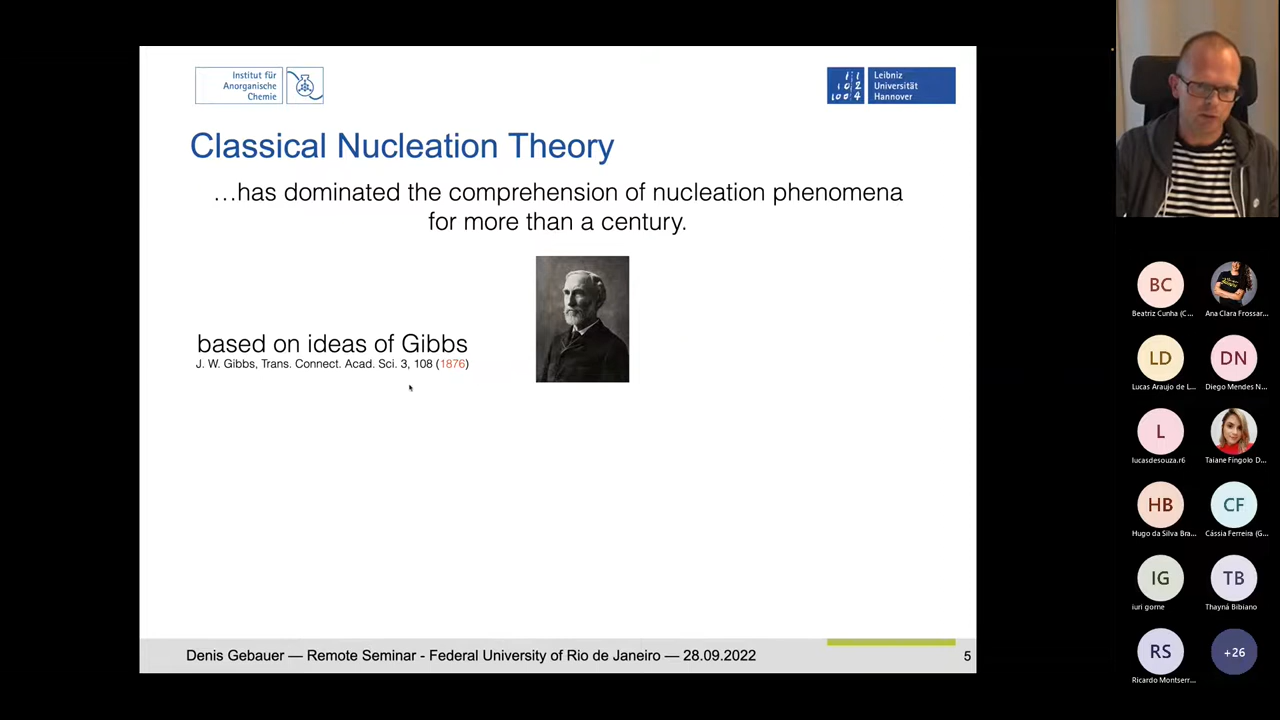 Institut für
Anorganische
Chemie
Leibniz
Universität
Hannover
Classical Nucleation Theory
…has dominated the comprehension of nucleation phenomena
for more than a century.
based on ideas of Gibbs
J. W. Gibbs, Trans. Connect. Acad. Sci. 3, 108 (1876)
Denis Gebauer — Remote Seminar - Federal University of Rio de Janeiro — 28.09.2022
5
BC
Beatriz Cunha (C...
Ana Clara Frossar...
LD
DN
Lucas Araujo de L...
Diego Mendes N...
L
lucasdesouza.r6
Taiane Fingolo D...
HB
CF
Hugo da Silva Bra...
Cássia Ferreira (G...
IG
TB
iuri gorne
Thayná Bibiano
RS
+26
Ricardo Montserr...